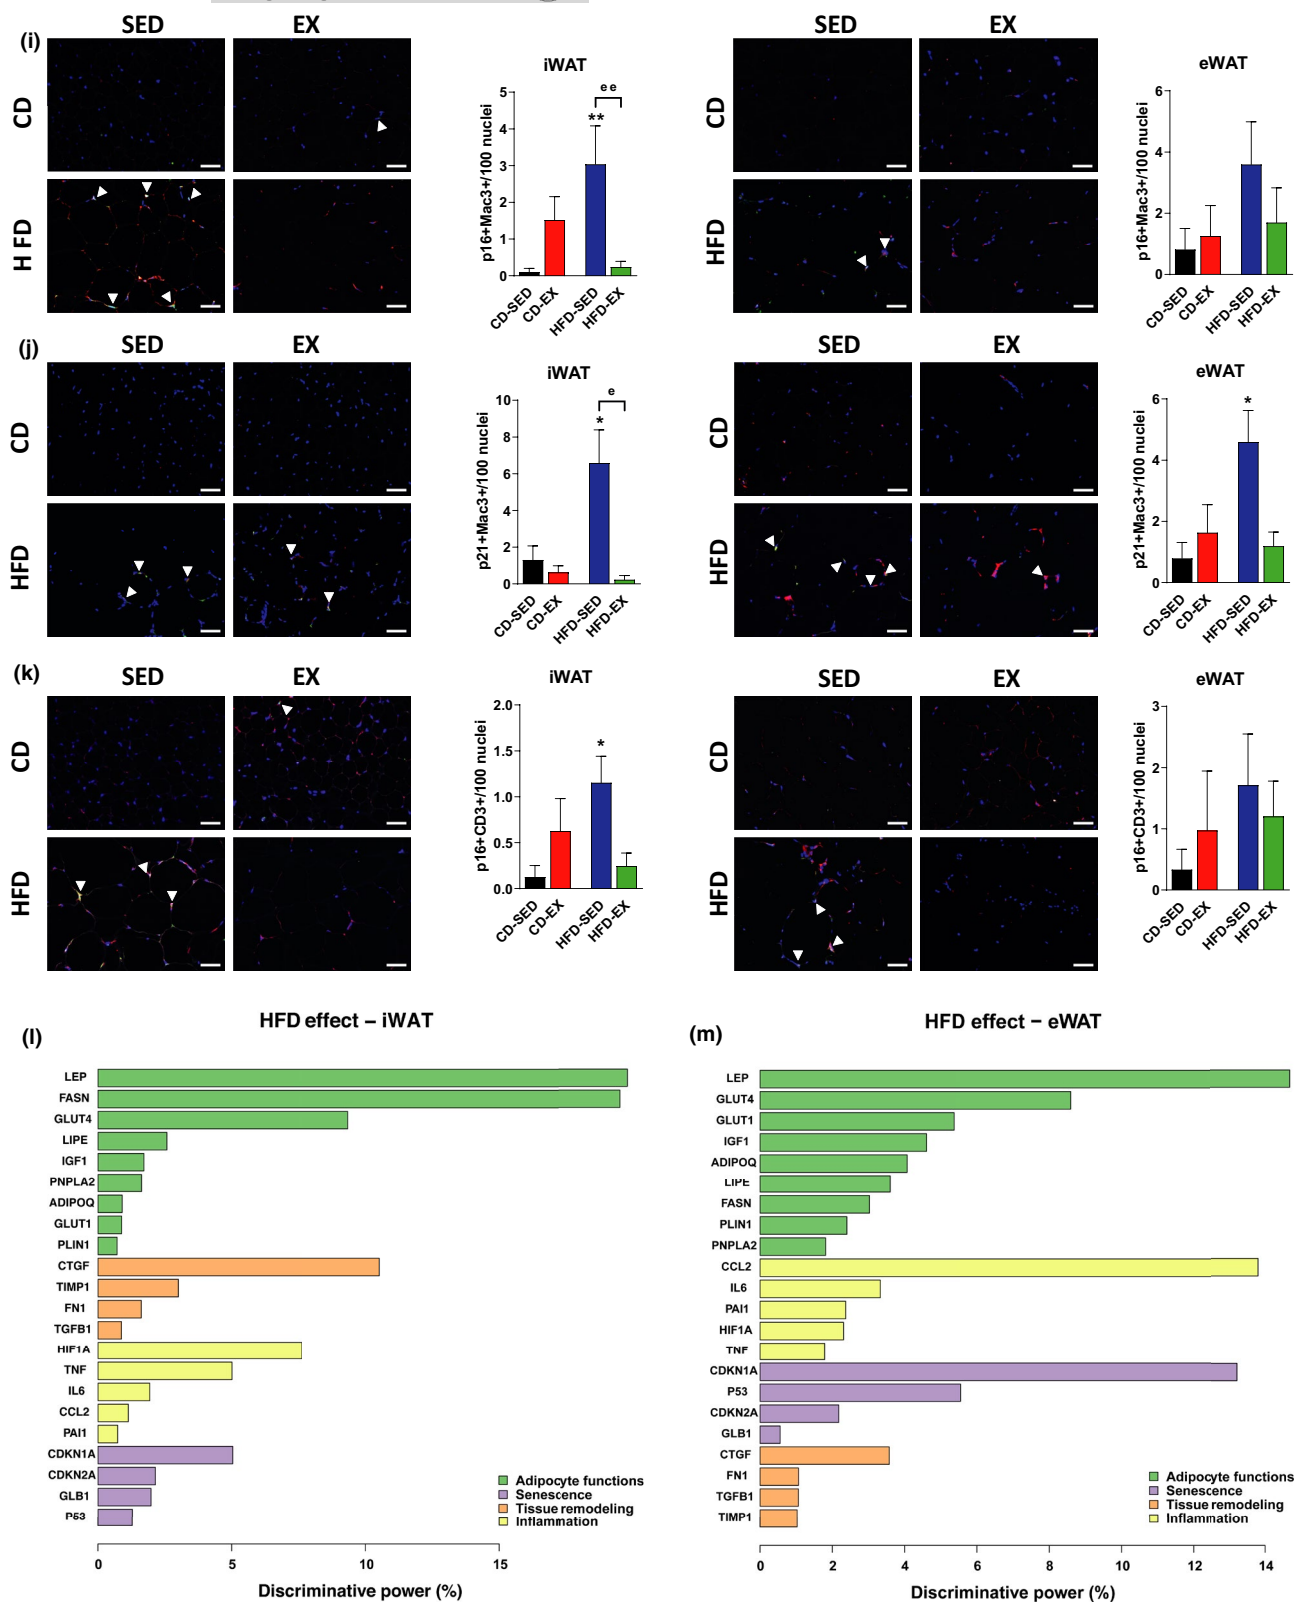 (i)
SED EX
CD
HFD
iWAT
p16+Mac3+/100 nuclei
5
4
3
2
1
0
**
ee
CD-SED
CD-EX
HFD-SED
HFD-EX
SED EX
CD
HFD
eWAT
p16+Mac3+/100 nuclei
6
4
2
0
CD-SED
CD-EX
HFD-SED
HFD-EX
(j)
SED EX
CD
HFD
iWAT
p21+Mac3+/100 nuclei
10
8
6
4
2
0
*
e
CD-SED
CD-EX
HFD-SED
HFD-EX
SED EX
CD
HFD
eWAT
p21+Mac3+/100 nuclei
6
4
2
0
*
CD-SED
CD-EX
HFD-SED
HFD-EX
(k)
SED EX
CD
HFD
iWAT
p16+CD3+/100 nuclei
2.0
1.5
1.0
0.5
0.0
*
CD-SED
CD-EX
HFD-SED
HFD-EX
SED EX
CD
HFD
eWAT
p16+CD3+/100 nuclei
3
2
1
0
CD-SED
CD-EX
HFD-SED
HFD-EX
(l)
HFD effect – iWAT
LEP
FASN
GLUT4
LIPE
IGF1
PNPLA2
ADIPOQ
GLUT1
PLIN1
CTGF
TIMP1
FN1
TGFB1
HIF1A
TNF
IL6
CCL2
PAI1
CDKN1A
CDKN2A
GLB1
P53
Adipocyte functions
Senescence
Tissue remodeling
Inflammation
0 5 10 15
Discriminative power (%)
(m)
HFD effect – eWAT
LEP
GLUT4
GLUT1
IGF1
ADIPOQ
LIPE
FASN
PLIN1
PNPLA2
CCL2
IL6
PAI1
HIF1A
TNF
CDKN1A
P53
CDKN2A
GLB1
CTGF
FN1
TGFB1
TIMP1
Adipocyte functions
Senescence
Tissue remodeling
Inflammation
0 2 4 6 8 10 12 14
Discriminative power (%)